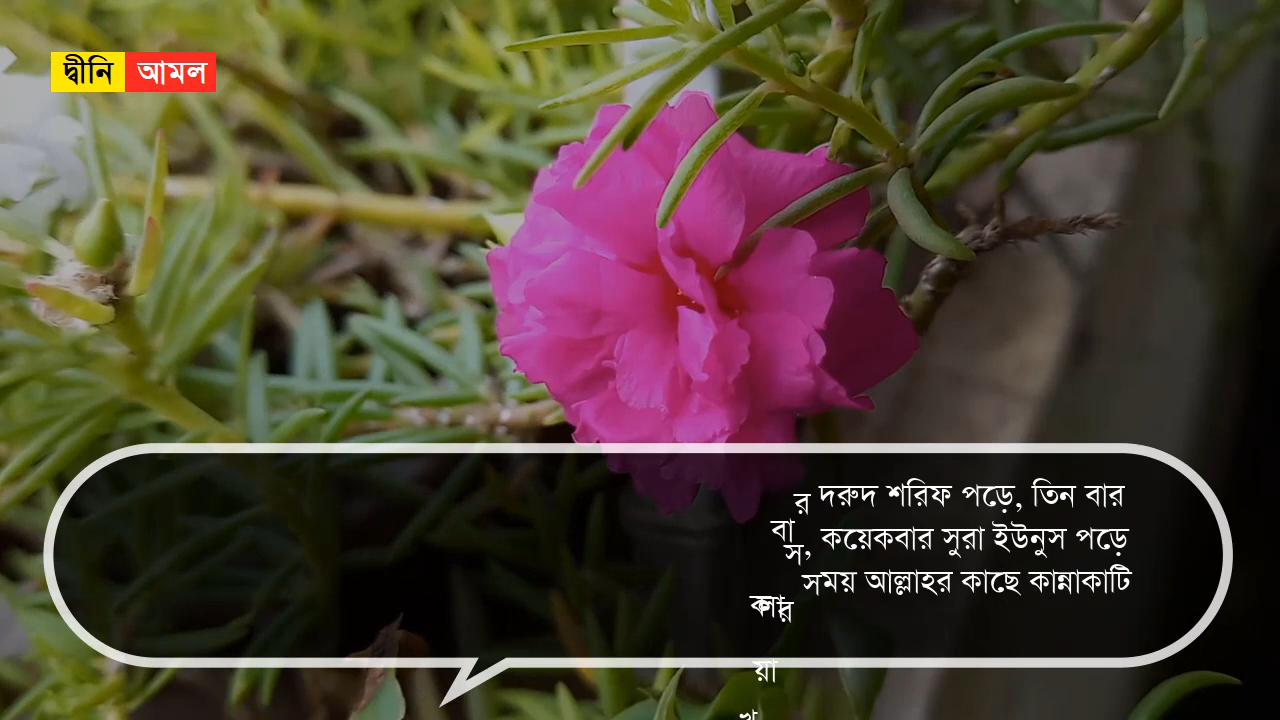 দ্বীনি আমল
র দরুদ শরিফ পড়ে, তিন বার
বা
স, কয়েকবার সুরা ইউনুস পড়ে
সময় আল্লাহর কাছে কান্নাকাটি
য়া